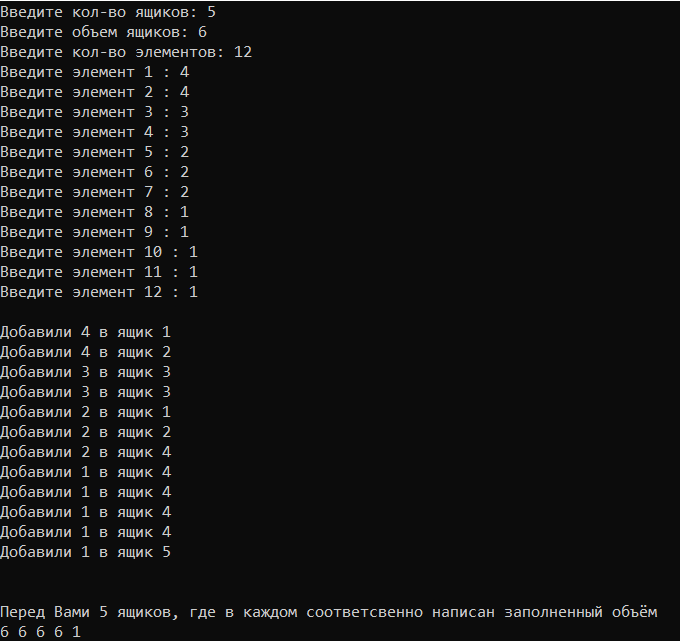 Введите кол-во ящиков: 5
Введите объем ящиков: 6
Введите кол-во элементов: 12
Введите элемент 1 : 4
Введите элемент 2 : 4
Введите элемент 3 : 3
Введите элемент 4 : 3
Введите элемент 5 : 2
Введите элемент 6 : 2
Введите элемент 7 : 2
Введите элемент 8 : 1
Введите элемент 9 : 1
Введите элемент 10 : 1
Введите элемент 11 : 1
Введите элемент 12 : 1
Добавили 4 в ящик 1
Добавили 4 в ящик 2
Добавили 3 в ящик 3
Добавили 3 в ящик 3
Добавили 2 в ящик 1
Добавили 2 в ящик 2
Добавили 2 в ящик 4
Добавили 1 в ящик 4
Добавили 1 в ящик 4
Добавили 1 в ящик 4
Добавили 1 в ящик 4
Добавили 1 в ящик 5
Перед Вами 5 ящиков, где в каждом соответсвенно написан заполненный объём
6 6 6 6 1